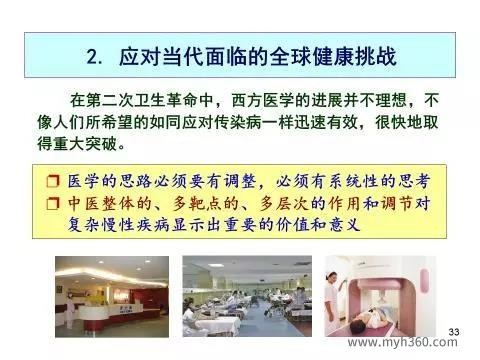 2. 应对当代面临的全球健康挑战
在第二次卫生革命中，西方医学的进展并不理想，不
像人们所希望的如同应对传染病一样迅速有效，很快地取
得重大突破。
医学的思路必须要有调整，必须有系统性的思考
中医整体的、多靶点的、多层次的作用和调节对
复杂慢性疾病显示出重要的价值和意义
33
www.myh360.com